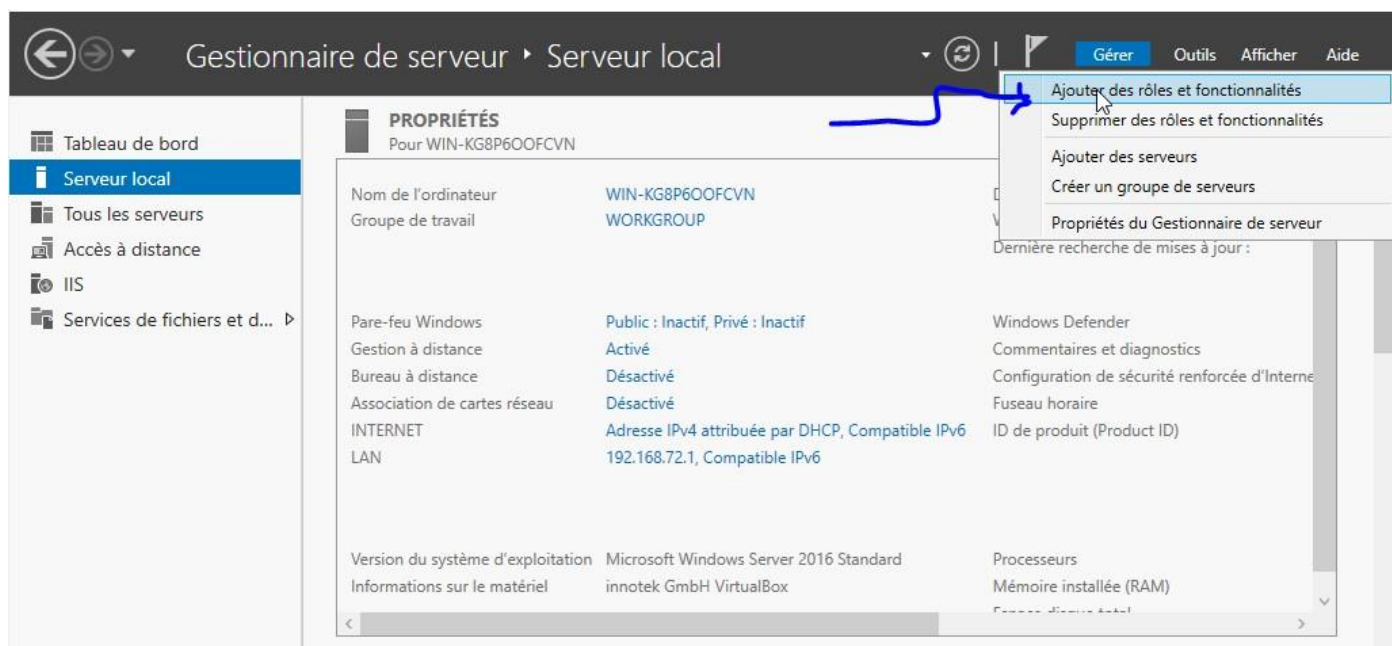 Gestionnaire de serveur ‣ Serveur local
Gérer Outils Afficher Aide
Ajouter des rôles et fonctionnalités
Supprimer des rôles et fonctionnalités
Ajouter des serveurs
Créer un groupe de serveurs
Propriétés du Gestionnaire de serveur
Tableau de bord
Serveur local
Tous les serveurs
Accès à distance
IIS
Services de fichiers et d...
PROPRIÉTÉS
Pour WIN-KG8P6OOFCVN
Nom de l'ordinateur WIN-KG8P6OOFCVN
Groupe de travail WORKGROUP
Dernière recherche de mises à jour :
Pare-feu Windows Public : Inactif, Privé : Inactif Windows Defender
Gestion à distance Activé Commentaires et diagnostics
Bureau à distance Désactivé Configuration de sécurité renforcée d'Interne
Association de cartes réseau Désactivé Fuseau horaire
INTERNET Adresse IPv4 attribuée par DHCP, Compatible IPv6 ID de produit (Product ID)
LAN 192.168.72.1, Compatible IPv6
Version du système d'exploitation Microsoft Windows Server 2016 Standard Processeurs
Informations sur le matériel innotek GmbH VirtualBox Mémoire installée (RAM)